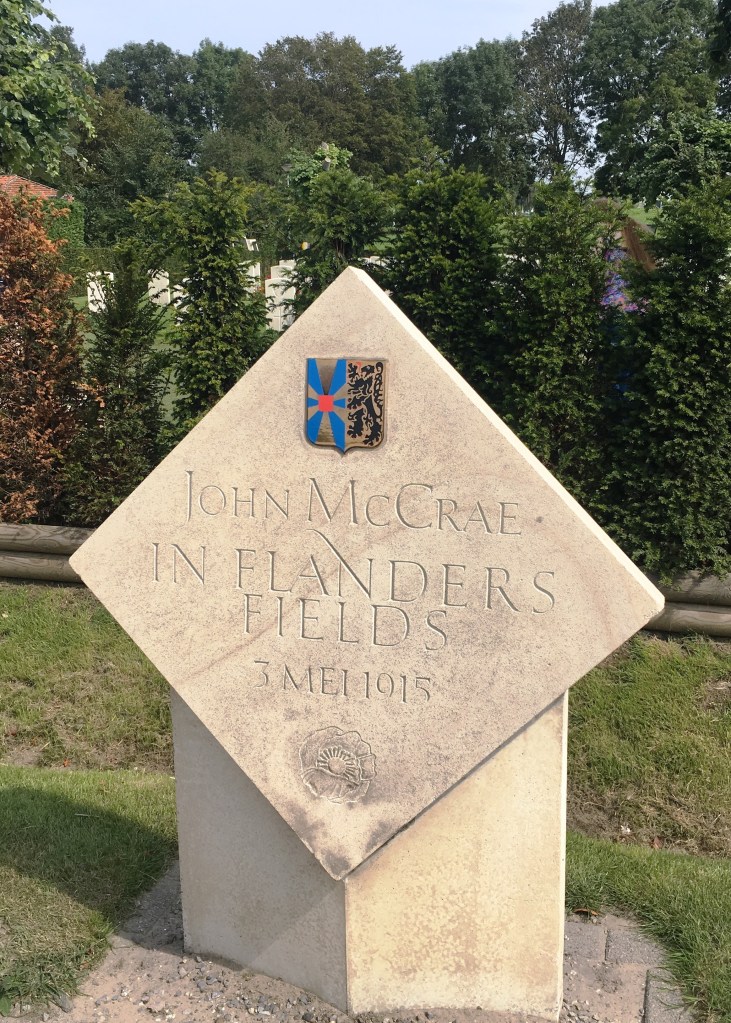 John McCrae
IN FLANDERS
FIELDS
3 MEI 1915